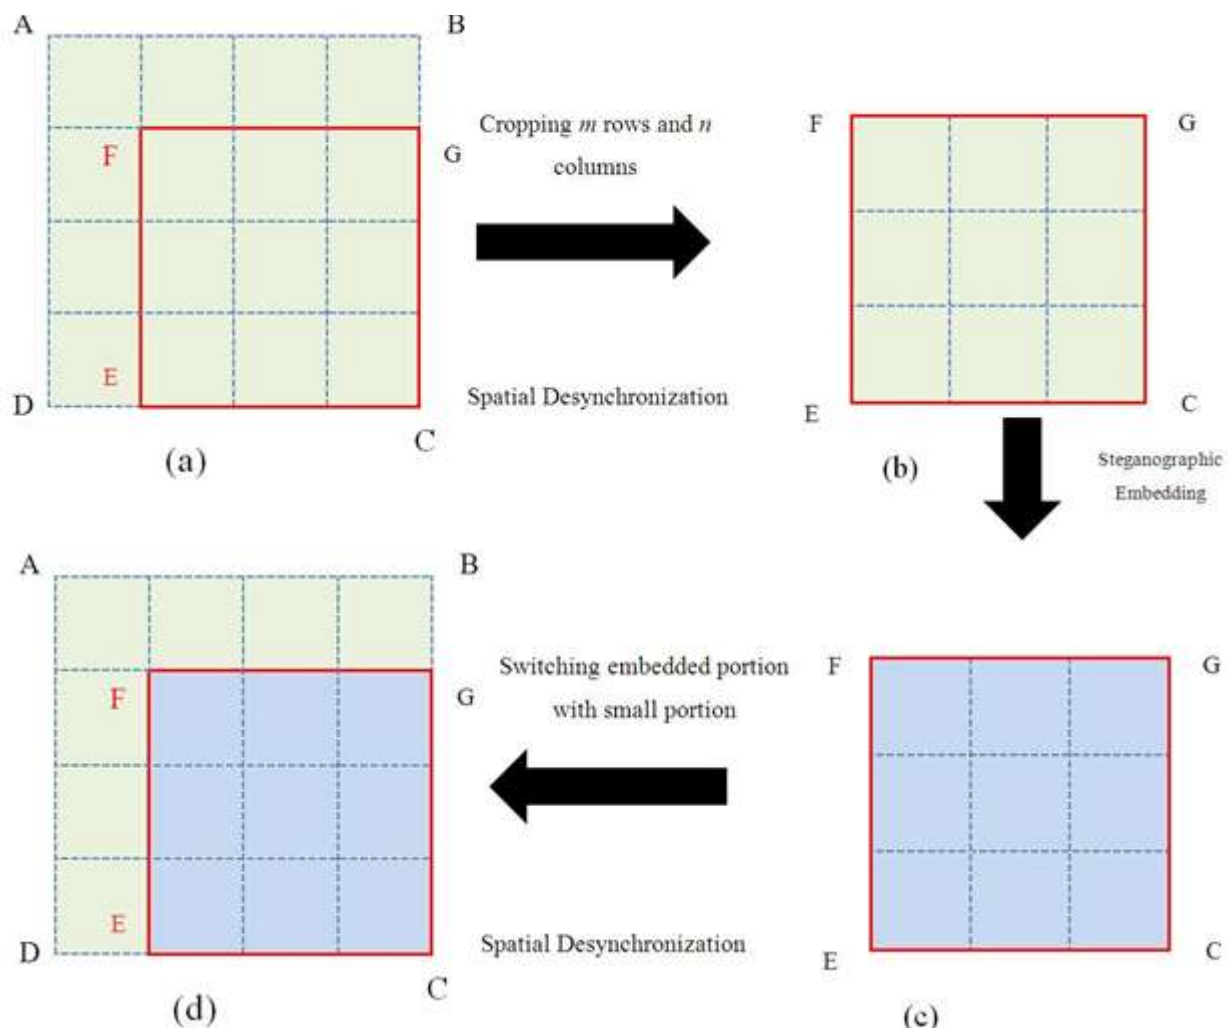 A
B
F
G
E
D
C
(a)
Cropping m rows and n
columns
Spatial Desynchronization
F
G
E
C
(b)
Steganographic
Embedding
A
B
F
G
E
D
C
(d)
Switching embedded portion
with small portion
Spatial Desynchronization
F
G
E
C
(c)